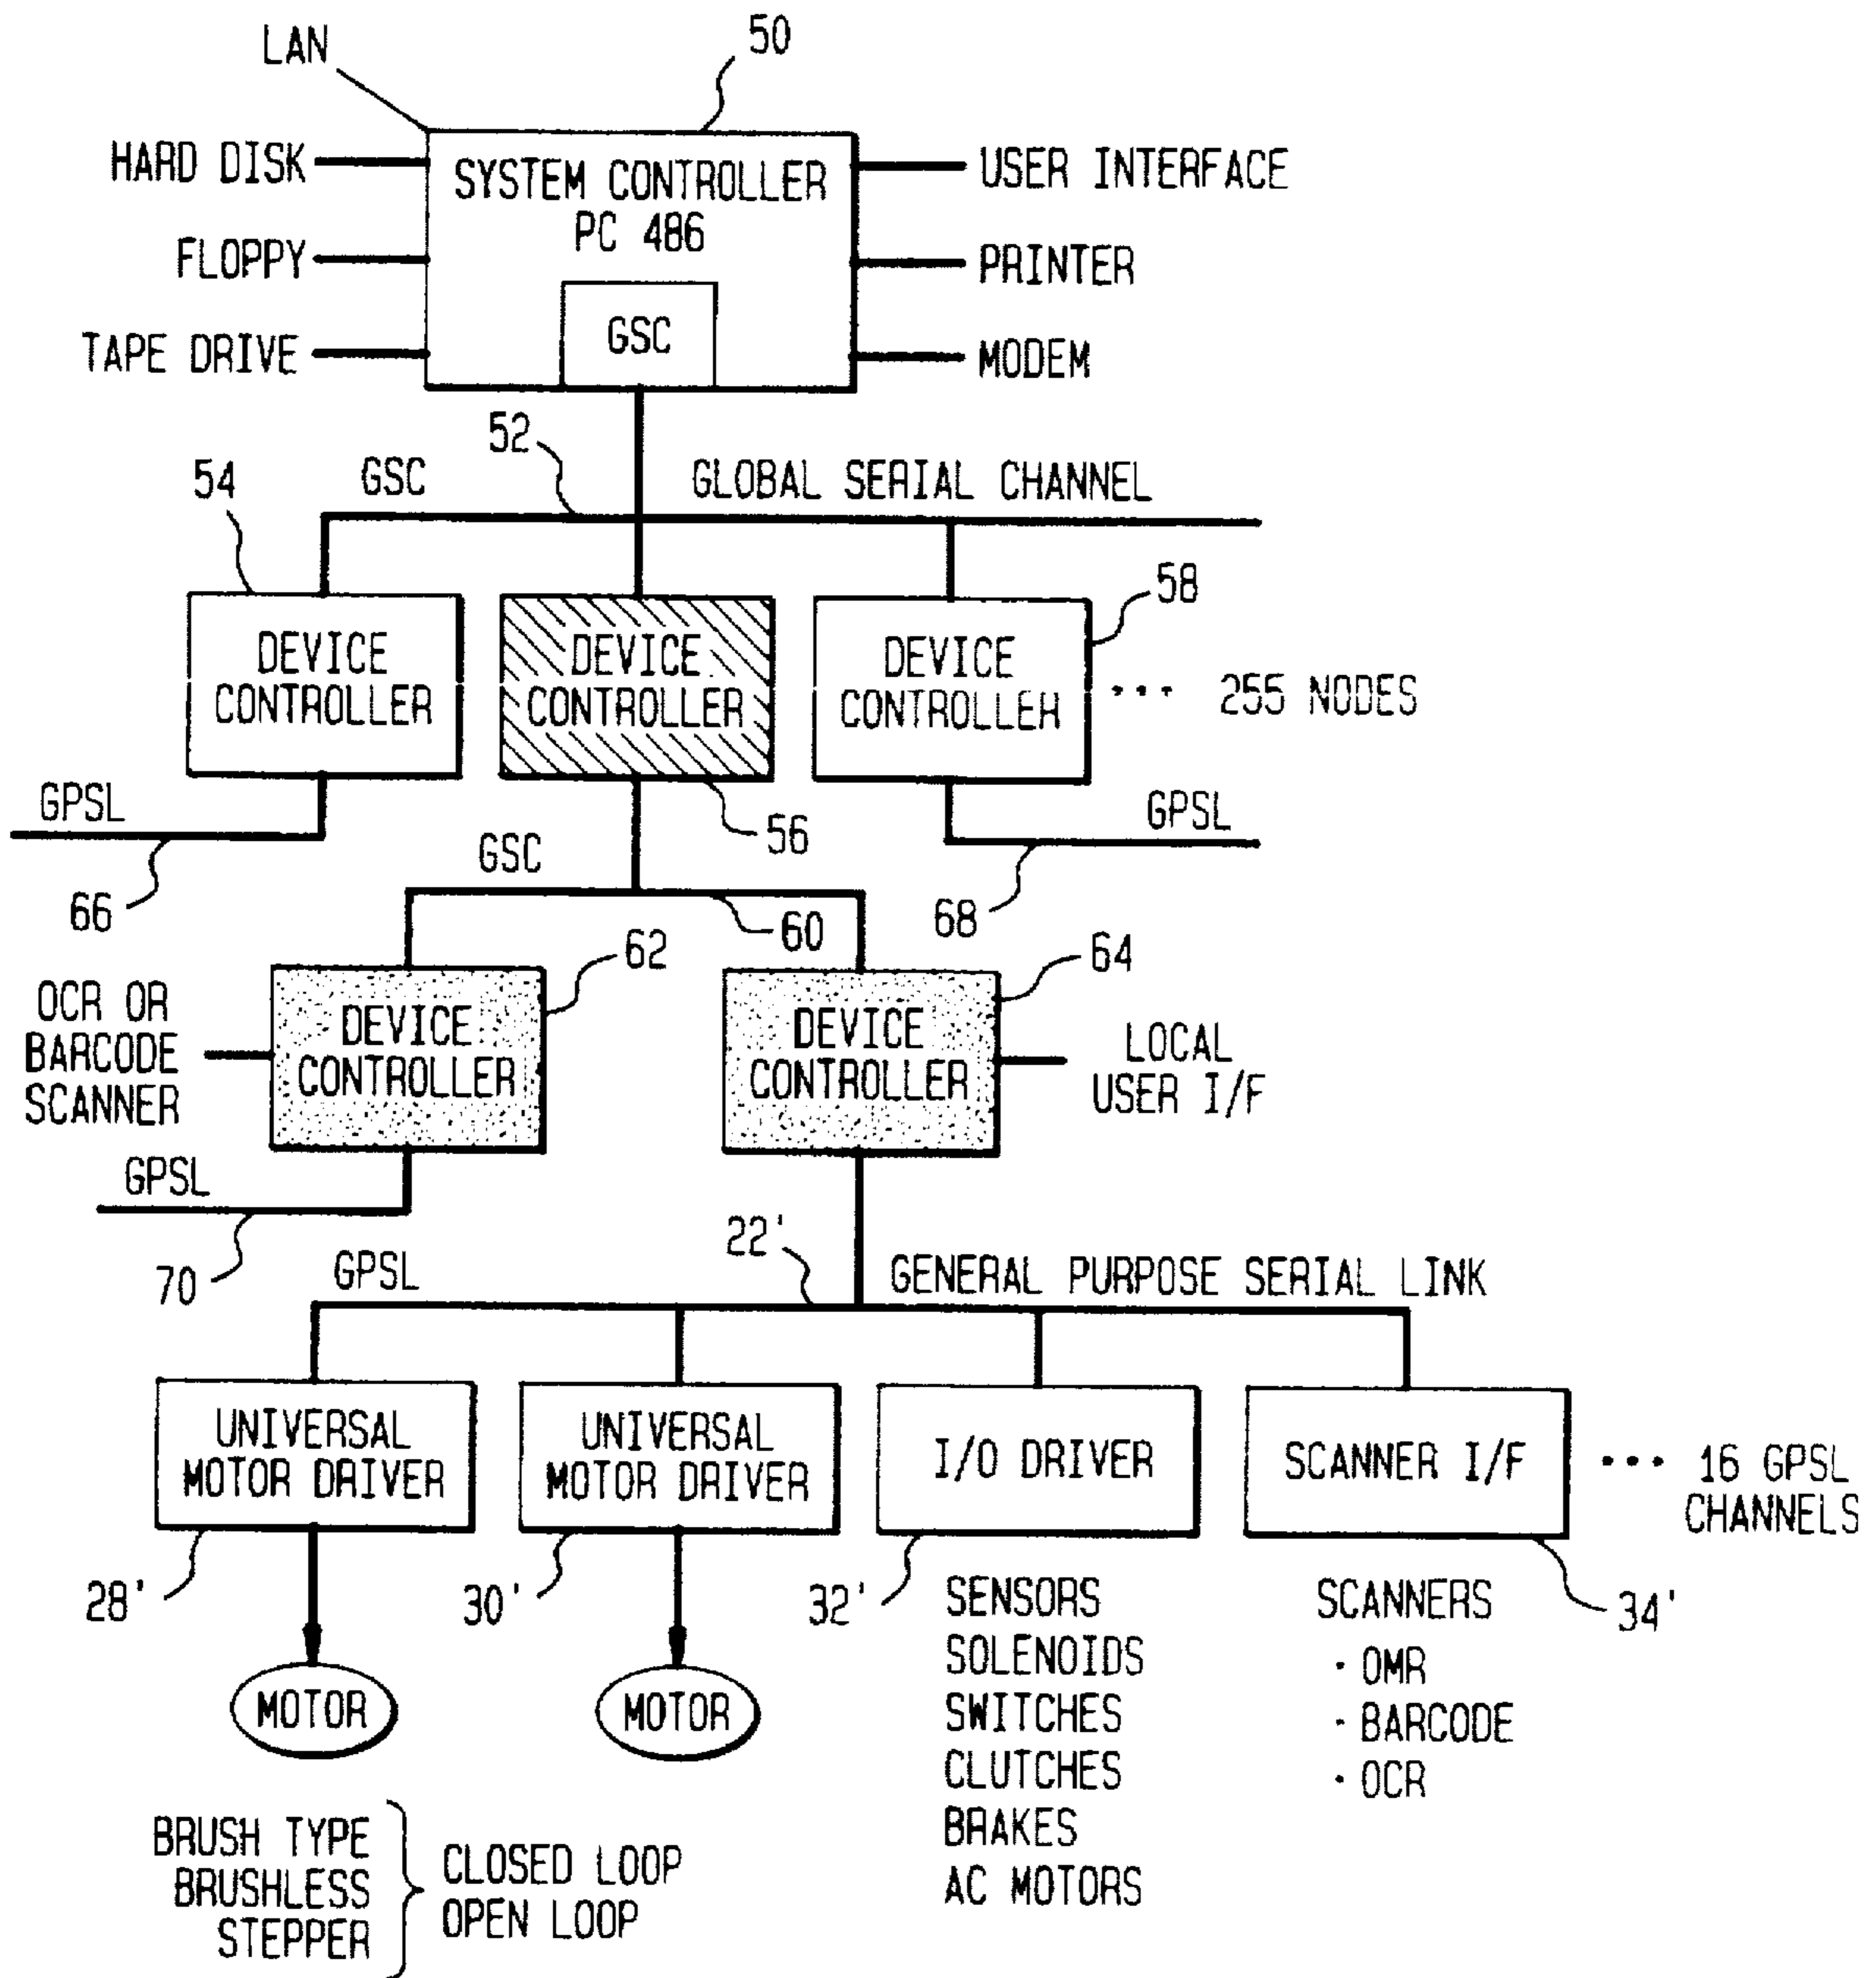 LAN
50
HARD DISK
FLOPPY
TAPE DRIVE
SYSTEM CONTROLLER
PC 486
GSC
USER INTERFACE
PRINTER
MODEM
52
54
GSC
GLOBAL SERIAL CHANNEL
58
DEVICE
CONTROLLER
DEVICE
CONTROLLER
DEVICE
CONTROLLER
... 255 NODES
GPSL
66
GSC
56
GPSL
68
60
62
64
OCR OR
BARCODE
SCANNER
DEVICE
CONTROLLER
DEVICE
CONTROLLER
LOCAL
USER I/F
GPSL
70
22'
GPSL
GENERAL PURPOSE SERIAL LINK
UNIVERSAL
MOTOR DRIVER
UNIVERSAL
MOTOR DRIVER
I/O DRIVER
SCANNER I/F
... 16 GPSL
CHANNELS
28'
30'
32'
34'
MOTOR
MOTOR
SENSORS
SOLENOIDS
SWITCHES
CLUTCHES
BRAKES
AC MOTORS
SCANNERS
· OMR
· BARCODE
· OCR
BRUSH TYPE
BRUSHLESS
STEPPER
CLOSED LOOP
OPEN LOOP